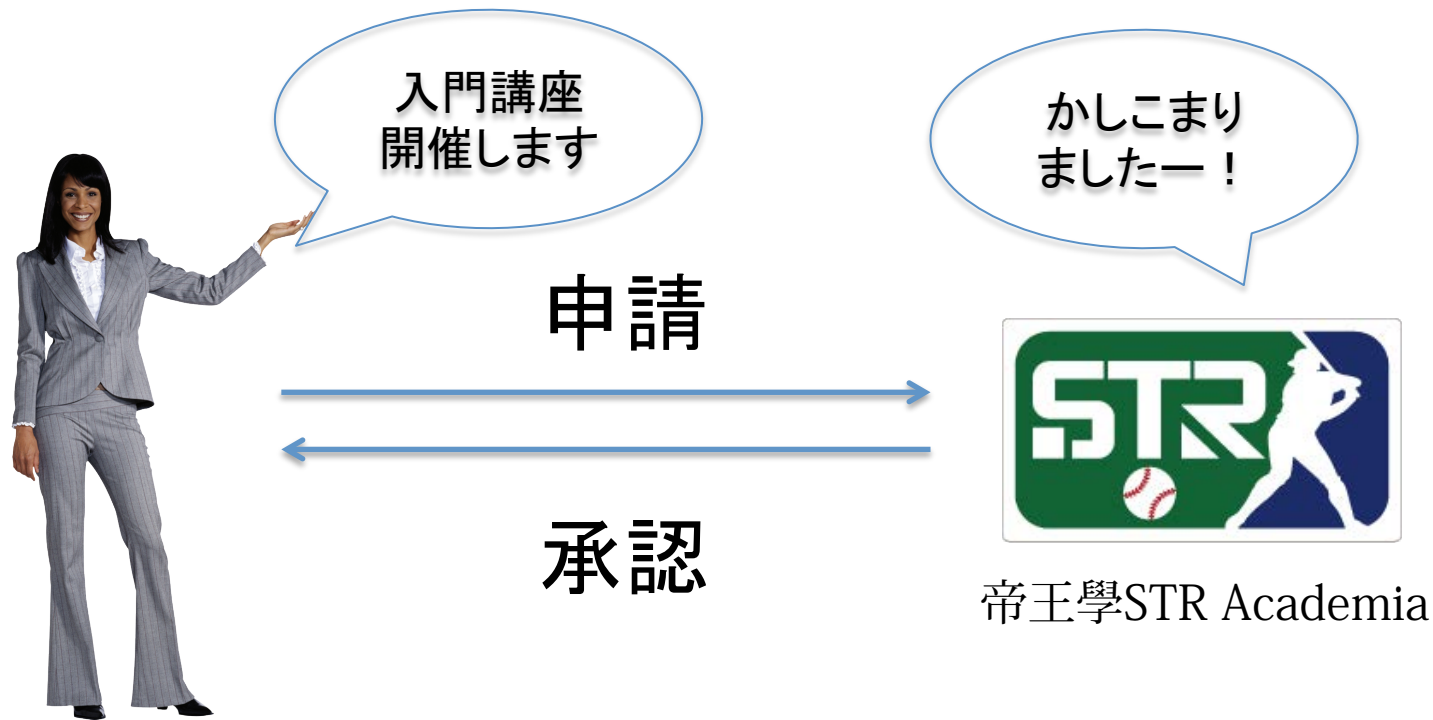 入門講座
開催します
かしこまり
ましたー！
申請
承認
STR
帝王學STR Academia